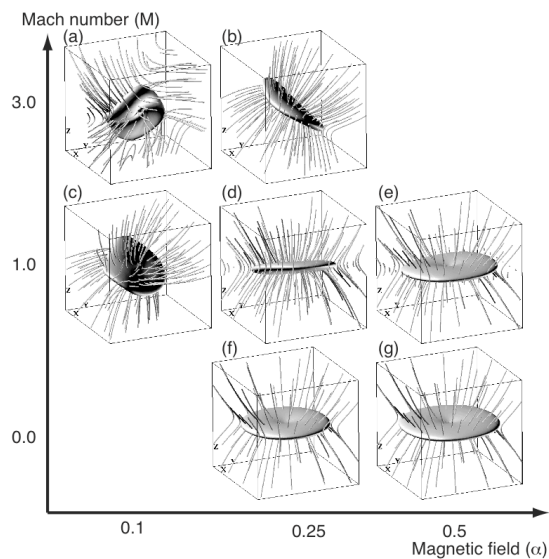 Mach number (M)
(a) (b)
3.0
Z X Y Z X Y
(c) (d) (e)
1.0
Z X Y Z X Y Z X Y
(f) (g)
0.0
Z X Y Z X Y
0.1 0.25 0.5
Magnetic field (α)